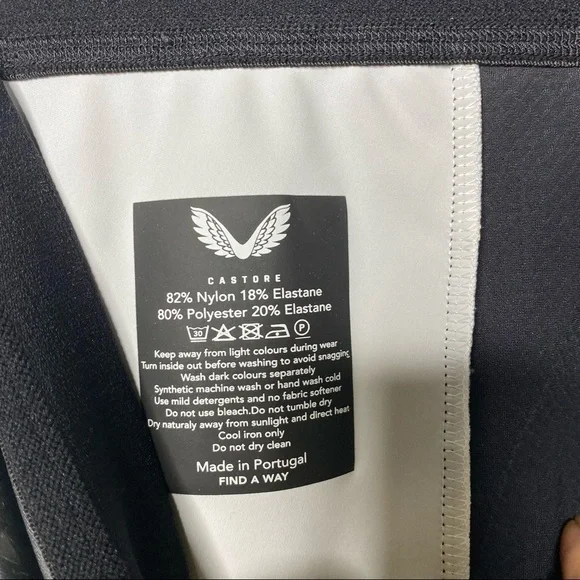 CASTORE
82% Nylon 18% Elastane
80% Polyester 20% Elastane
30 P
Keep away from light colours during wear
Turn inside out before washing to avoid snagging
Wash dark colours separately
Synthetic machine wash or hand wash cold
Use mild detergents and no fabric softener
Do not use bleach.Do not tumble dry
Dry naturaly away from sunlight and direct heat
Cool iron only
Do not dry clean
Made in Portugal
FIND A WAY